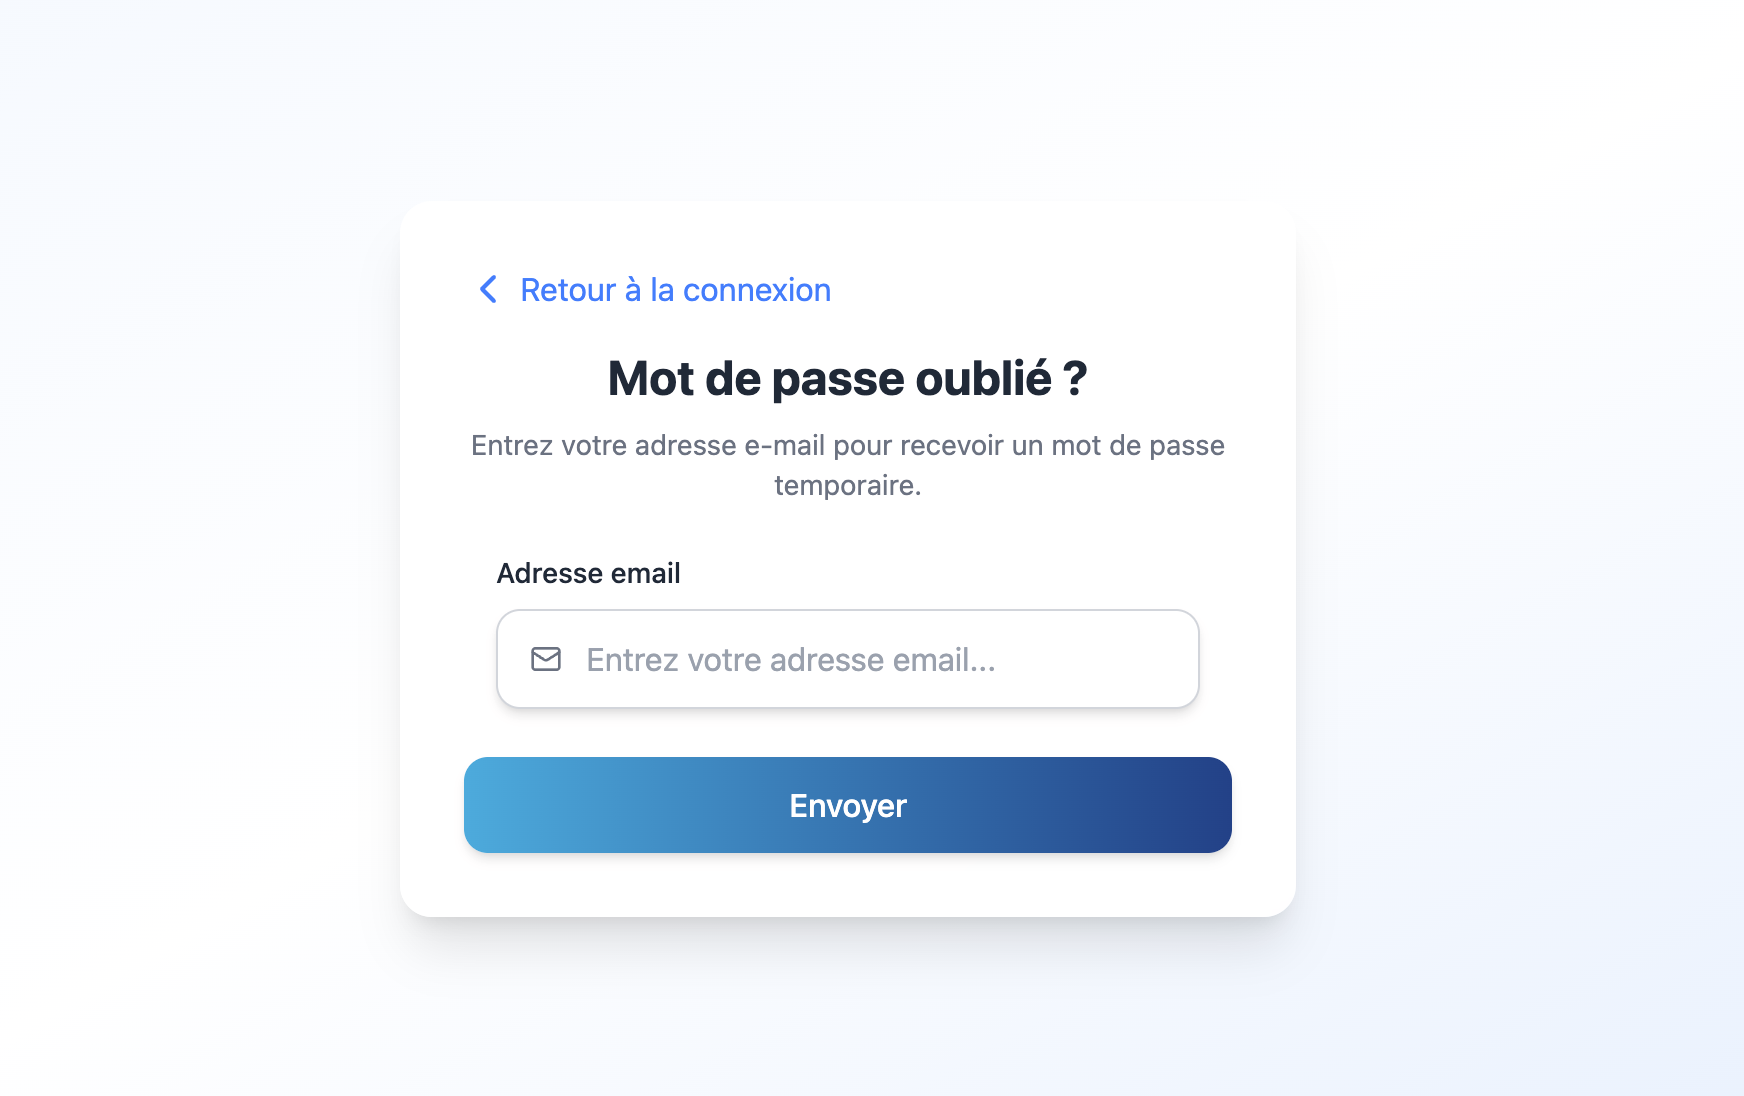 Retour à la connexion
Mot de passe oublié ?
Entrez votre adresse e-mail pour recevoir un mot de passe
temporaire.
Adresse email
Entrez votre adresse email...
Envoyer